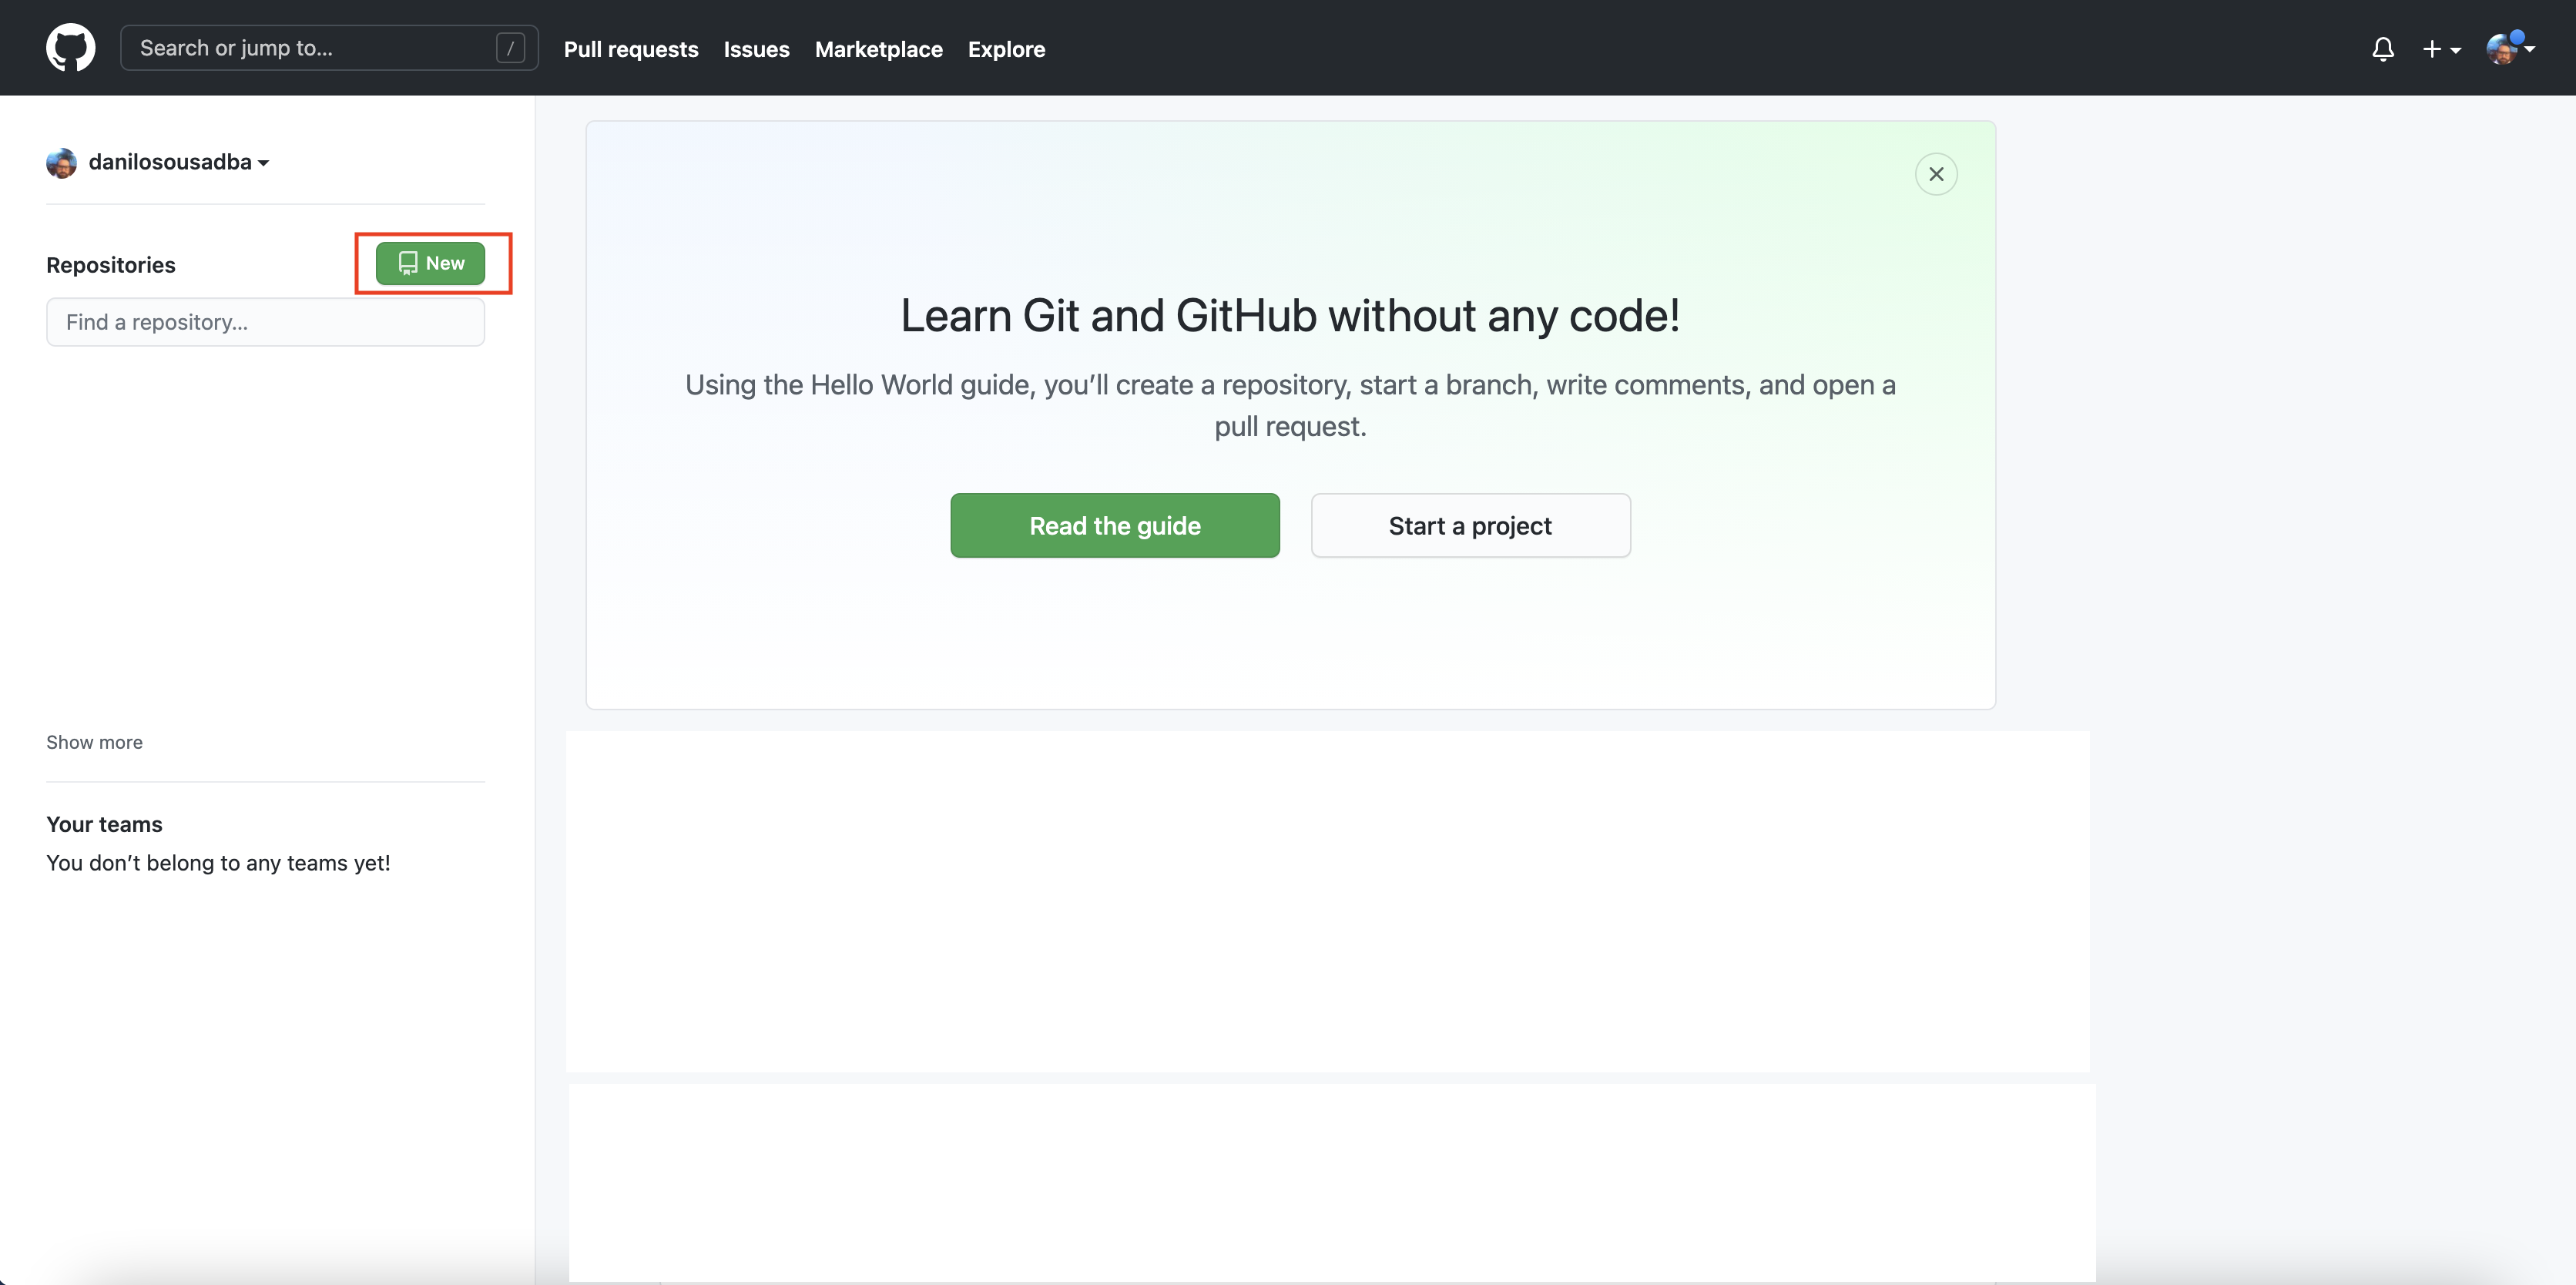 Search or jump to... /
Pull requests Issues Marketplace Explore
danilosousadba
Repositories
New
Find a repository...
Show more
Your teams
You don’t belong to any teams yet!
Learn Git and GitHub without any code!
Using the Hello World guide, you’ll create a repository, start a branch, write comments, and open a
pull request.
Read the guide
Start a project